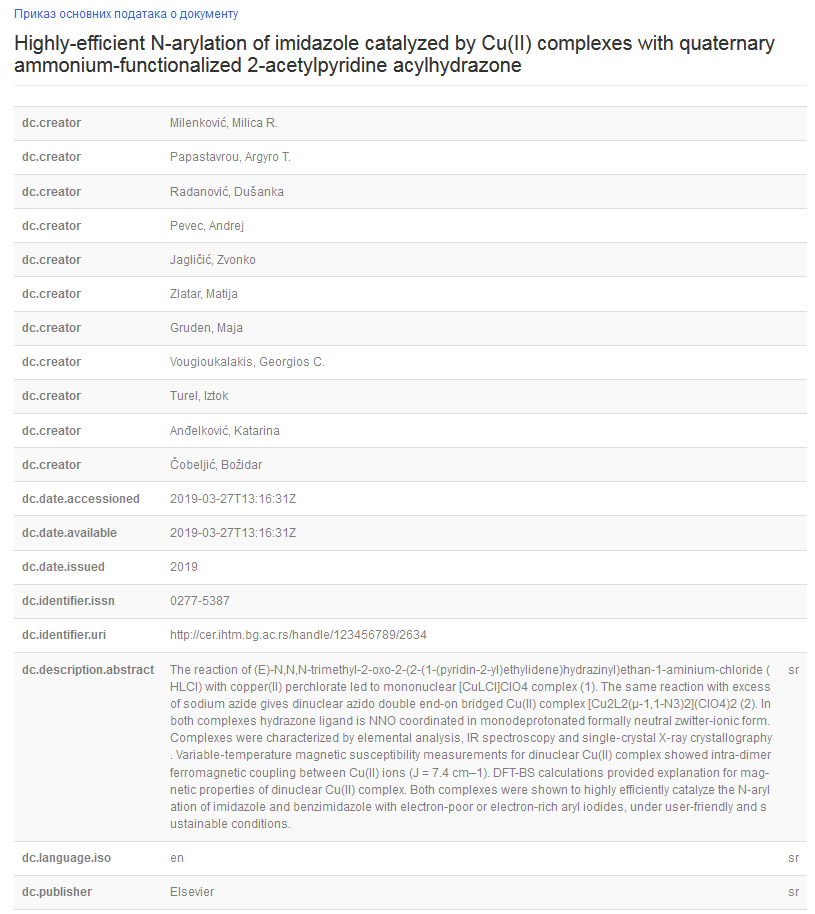 Приказ основних података о документу
Highly-efficient N-arylation of imidazole catalyzed by Cu(II) complexes with quaternary
ammonium-functionalized 2-acetylpyridine acylhydrazone
dc.creator Milenković, Milica R.
dc.creator Papastavrou, Argyro T.
dc.creator Radanović, Dušanka
dc.creator Pevec, Andrej
dc.creator Jagličić, Zvonko
dc.creator Zlatar, Matija
dc.creator Gruden, Maja
dc.creator Vougioukalakis, Georgios C.
dc.creator Turel, Iztok
dc.creator Anđelković, Katarina
dc.creator Čobeljić, Božidar
dc.date.accessioned 2019-03-27T13:16:31Z
dc.date.available 2019-03-27T13:16:31Z
dc.date.issued 2019
dc.identifier.issn 0277-5387
dc.identifier.uri http://cer.ihtm.bg.ac.rs/handle/123456789/2634
dc.description.abstract The reaction of (E)-N,N,N-trimethyl-2-oxo-2-(2-(1-(pyridin-2-yl)ethylidene)hydrazinyl)ethan-1-aminium-chloride ( sr
HLCl) with copper(II) perchlorate led to mononuclear [CuLCl]ClO4 complex (1). The same reaction with excess
of sodium azide gives dinuclear azido double end-on bridged Cu(II) complex [Cu2L2(μ-1,1-N3)2](ClO4)2 (2). In
both complexes hydrazone ligand is NNO coordinated in monodeprotonated formally neutral zwitter-ionic form.
Complexes were characterized by elemental analysis, IR spectroscopy and single-crystal X-ray crystallography
. Variable-temperature magnetic susceptibility measurements for dinuclear Cu(II) complex showed intra-dimer
ferromagnetic coupling between Cu(II) ions (J = 7.4 cm–1). DFT-BS calculations provided explanation for mag-
netic properties of dinuclear Cu(II) complex. Both complexes were shown to highly efficiently catalyze the N-aryl
ation of imidazole and benzimidazole with electron-poor or electron-rich aryl iodides, under user-friendly and s
ustainable conditions.
dc.language.iso en sr
dc.publisher Elsevier sr